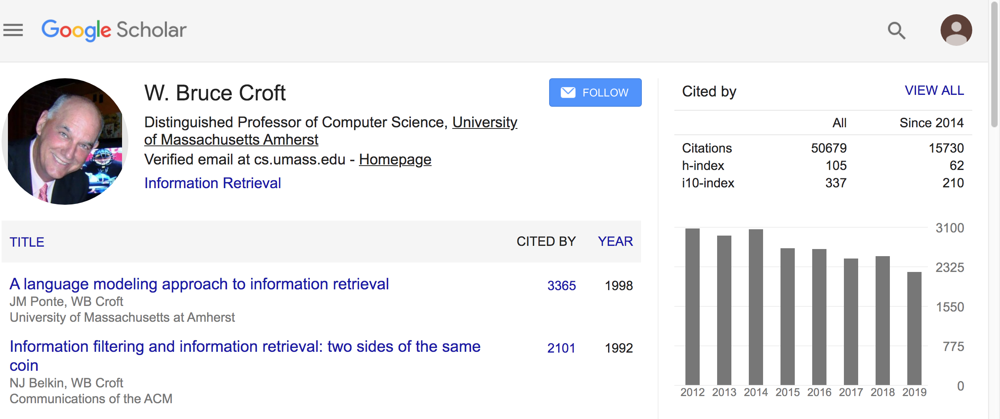 Google Scholar
W. Bruce Croft
FOLLOW
Distinguished Professor of Computer Science, University
of Massachusetts Amherst
Verified email at cs.umass.edu - Homepage
Information Retrieval
TITLE CITED BY YEAR
A language modeling approach to information retrieval 3365 1998
JM Ponte, WB Croft
University of Massachusetts at Amherst
Information filtering and information retrieval: two sides of the same 2101 1992
coin
NJ Belkin, WB Croft
Communications of the ACM
Cited by VIEW ALL
All Since 2014
Citations 50679 15730
h-index 105 62
i10-index 337 210
3100
2325
1550
775
0
2012 2013 2014 2015 2016 2017 2018 2019